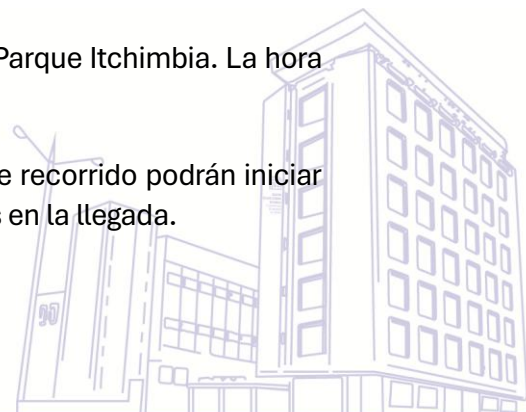 Parque Itchimbia. La hora
e recorrido podrán iniciar
s en la llegada.